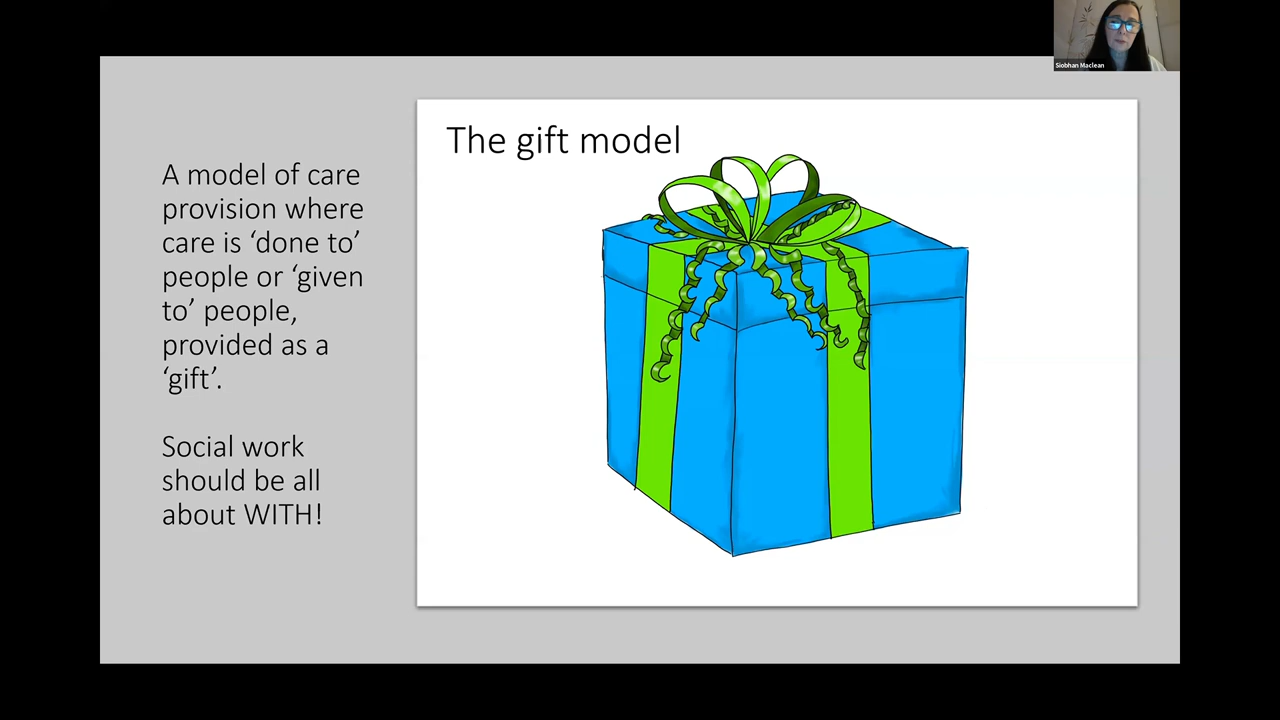 Siobhan Maclean
The gift model
A model of care
provision where
care is ‘done to’
people or ‘given
to’ people,
provided as a
‘gift’.
Social work
should be all
about WITH!